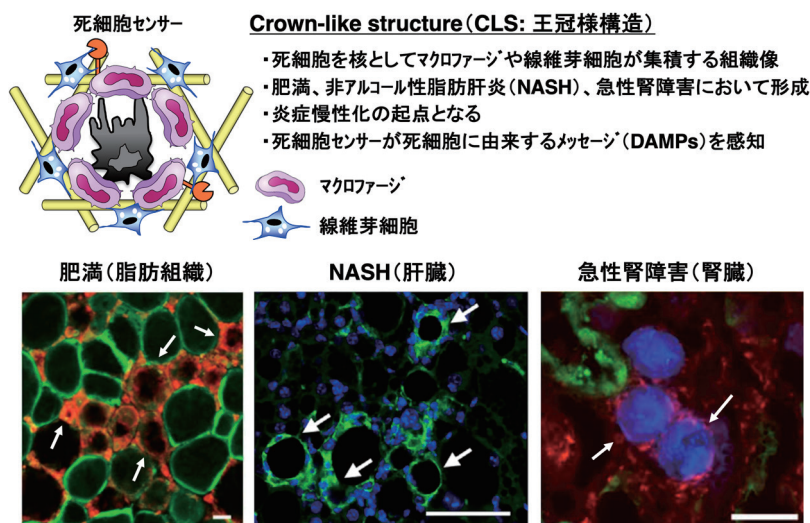 死細胞センサー
Crown-like structure（CLS: 王冠様構造）
・死細胞を核としてマクロファージや線維芽細胞が集積する組織像
・肥満、非アルコール性脂肪肝炎（NASH）、急性腎障害において形成
・炎症慢性化の起点となる
・死細胞センサーが死細胞に由来するメッセージ（DAMPs）を感知
マクロファージ
線維芽細胞
肥満（脂肪組織）
NASH（肝臓）
急性腎障害（腎臓）